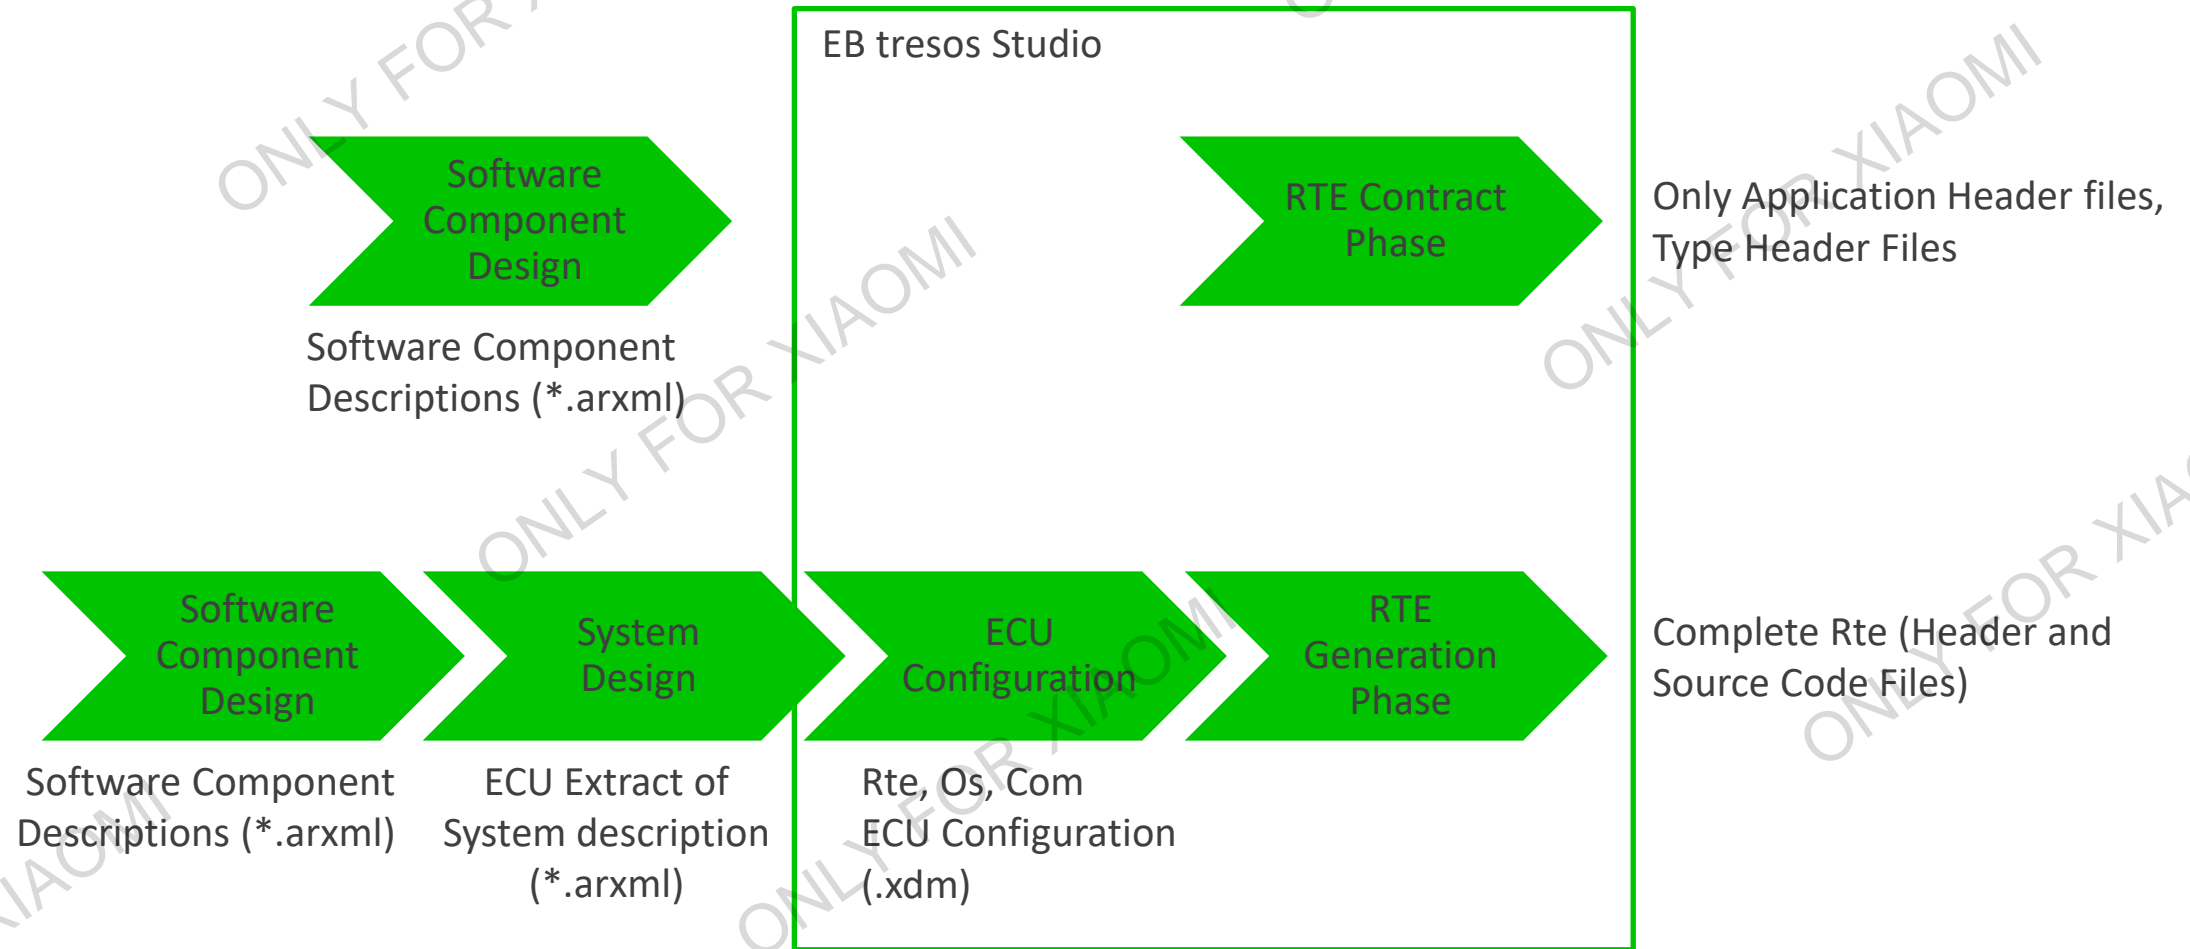 EB tresos Studio
Software
Component
Design
RTE Contract
Phase
Only Application Header files,
Type Header Files
Software Component
Descriptions (*.arxml)
Software
Component
Design
System
Design
ECU
Configuration
RTE
Generation
Phase
Complete Rte (Header and
Source Code Files)
Software Component
Descriptions (*.arxml)
ECU Extract of
System description
(*.arxml)
Rte, Os, Com
ECU Configuration
(.xdm)
ONLY FOR
ONLY FOR XIAOMI
ONLY FOR XIAOMI
ONLY FOR XIAOMI
ONLY FOR XIA
XIAOMI